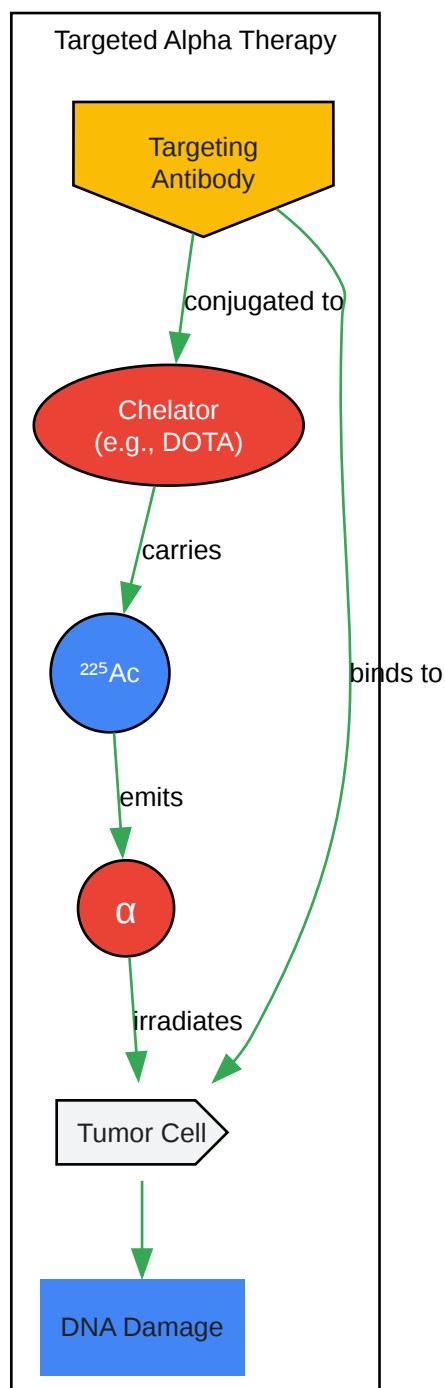 Targeted Alpha Therapy
Targeting
Antibody
conjugated to
Chelator
(e.g., DOTA)
carries
²²⁵Ac
binds to
emits
α
irradiates
Tumor Cell
DNA Damage